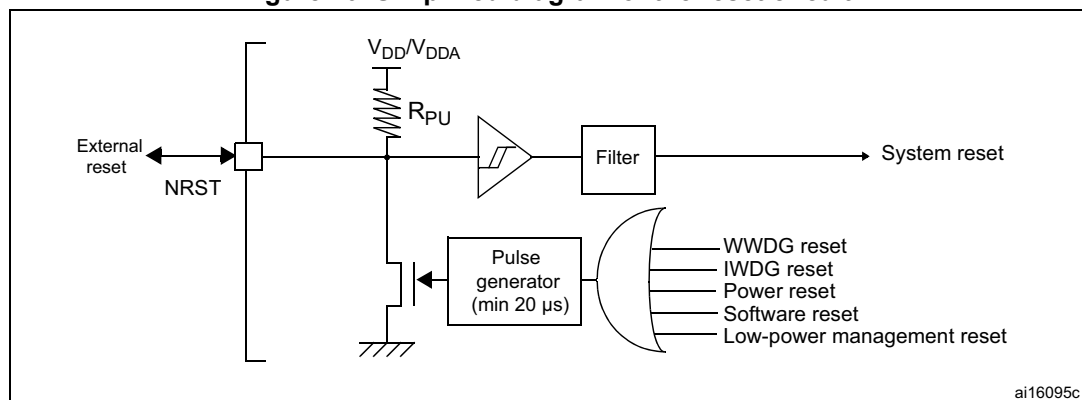 V_DD/V_DDA
R_PU
External
reset
NRST
Filter
System reset
Pulse
generator
(min 20 µs)
WWDG reset
IWDG reset
Power reset
Software reset
Low-power management reset
ai16095c